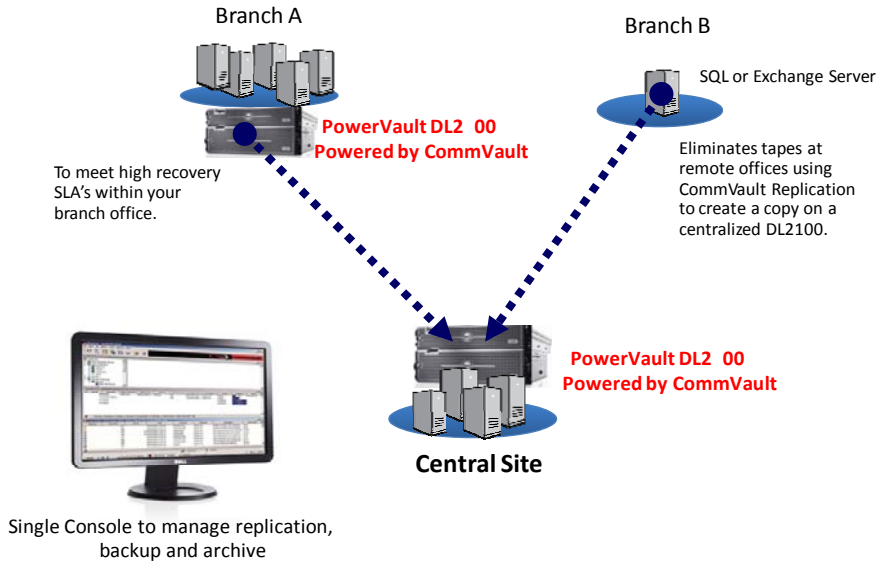 Branch A
Branch B
SQL or Exchange Server
PowerVault DL2 00
Powered by CommVault
To meet high recovery
SLA's within your
branch office.
Eliminates tapes at
remote offices using
CommVault Replication
to create a copy on a
centralized DL2100.
PowerVault DL2 00
Powered by CommVault
Central Site
Single Console to manage replication,
backup and archive